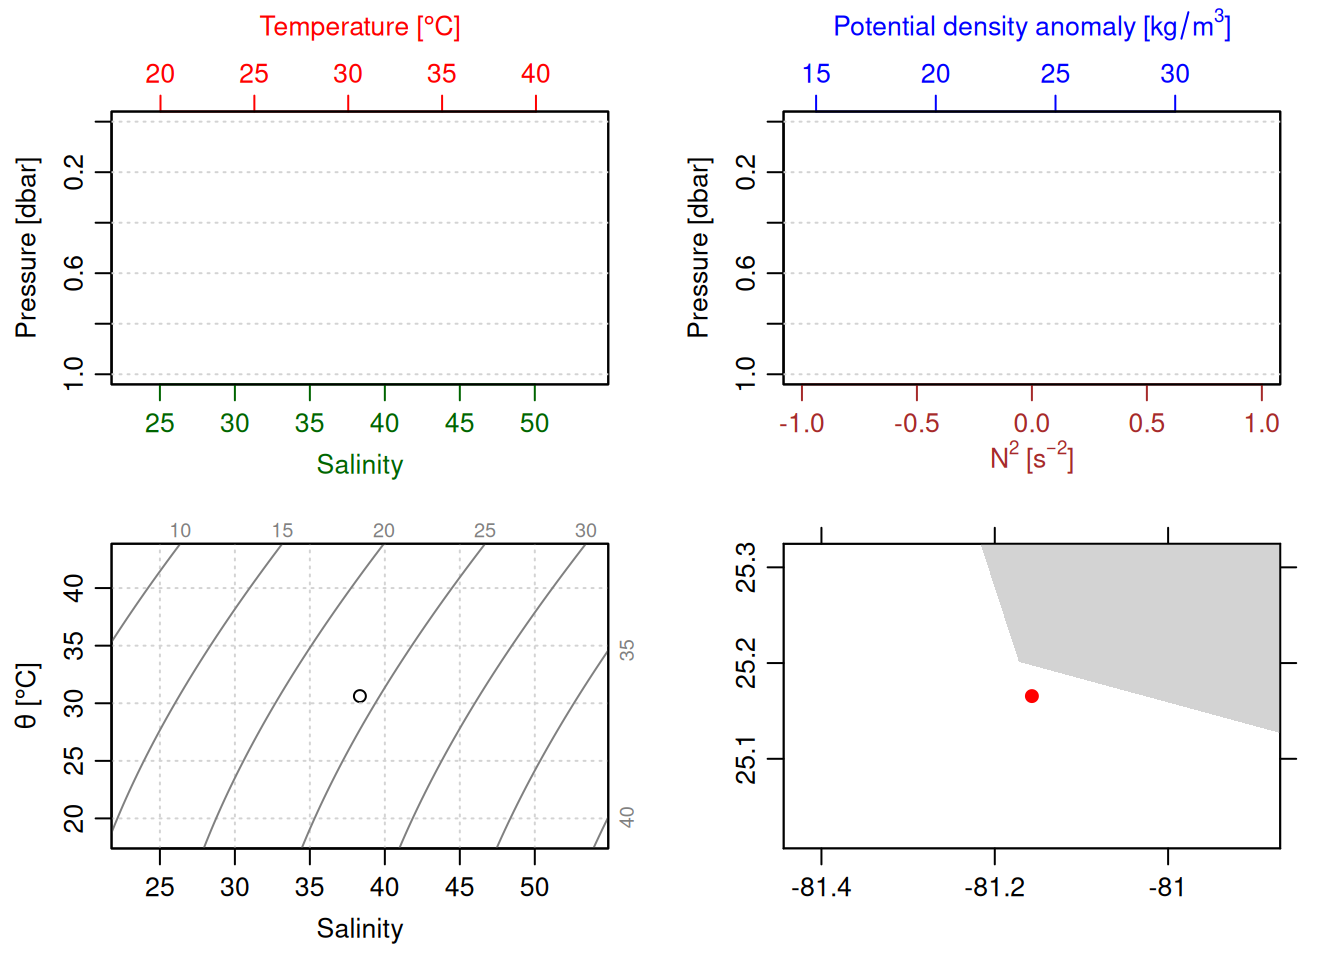 Temperature [°C]
20 25 30 35 40
Pressure [dbar]
0.2
0.6
1.0
25 30 35 40 45 50
Salinity
Potential density anomaly [kg/m³]
15 20 25 30
Pressure [dbar]
0.2
0.6
1.0
-1.0 -0.5 0.0 0.5 1.0
N² [s⁻²]
10 15 20 25 30
θ [°C]
40
35
30
25
20
35
40
25 30 35 40 45 50
Salinity
25.3
25.2
25.1
-81.4 -81.2 -81